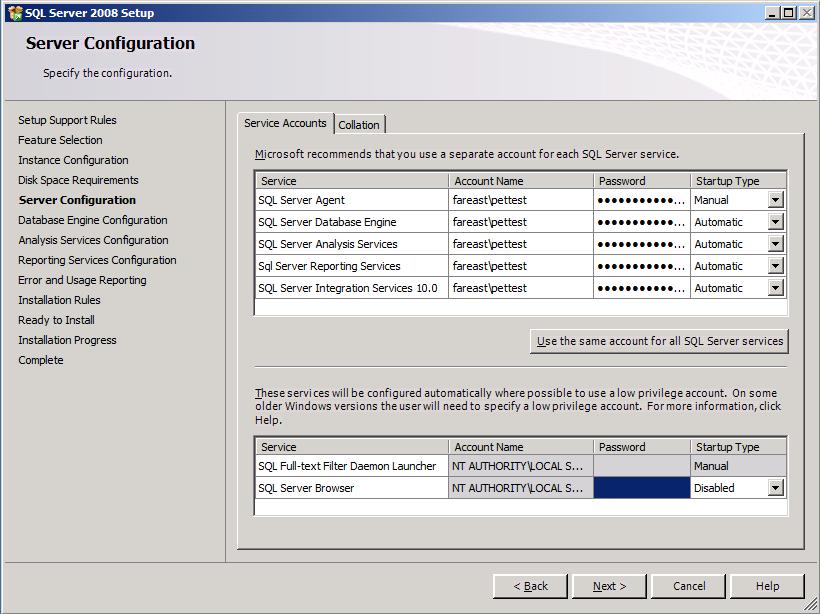 SQL Server 2008 Setup
Server Configuration
Specify the configuration.
Setup Support Rules
Feature Selection
Instance Configuration
Disk Space Requirements
Server Configuration
Database Engine Configuration
Analysis Services Configuration
Reporting Services Configuration
Error and Usage Reporting
Installation Rules
Ready to Install
Installation Progress
Complete
Service Accounts Collation
Microsoft recommends that you use a separate account for each SQL Server service.
Service Account Name Password Startup Type
SQL Server Agent fareast\pettest ●●●●●●●●●●●... Manual
SQL Server Database Engine fareast\pettest ●●●●●●●●●●●... Automatic
SQL Server Analysis Services fareast\pettest ●●●●●●●●●●●... Automatic
Sql Server Reporting Services fareast\pettest ●●●●●●●●●●●... Automatic
SQL Server Integration Services 10.0 fareast\pettest ●●●●●●●●●●●... Automatic
Use the same account for all SQL Server services
These services will be configured automatically where possible to use a low privilege account. On some
older Windows versions the user will need to specify a low privilege account. For more information, click
Help.
Service Account Name Password Startup Type
SQL Full-text Filter Daemon Launcher NT AUTHORITY\LOCAL S... Manual
SQL Server Browser NT AUTHORITY\LOCAL S... Disabled
< Back Next > Cancel Help